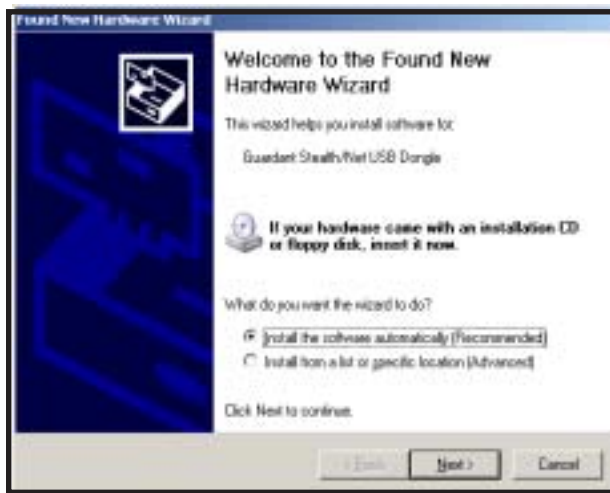 Found New Hardware Wizard
Welcome to the Found New
Hardware Wizard
This wizard helps you install software for:
Guardant Stealth/Net USB Dongle
If your hardware came with an installation CD
or floppy disk, insert it now.
What do you want the wizard to do?
Install the software automatically (Recommended)
Install from a list or specific location (Advanced)
Click Next to continue.
< Back
Next >
Cancel